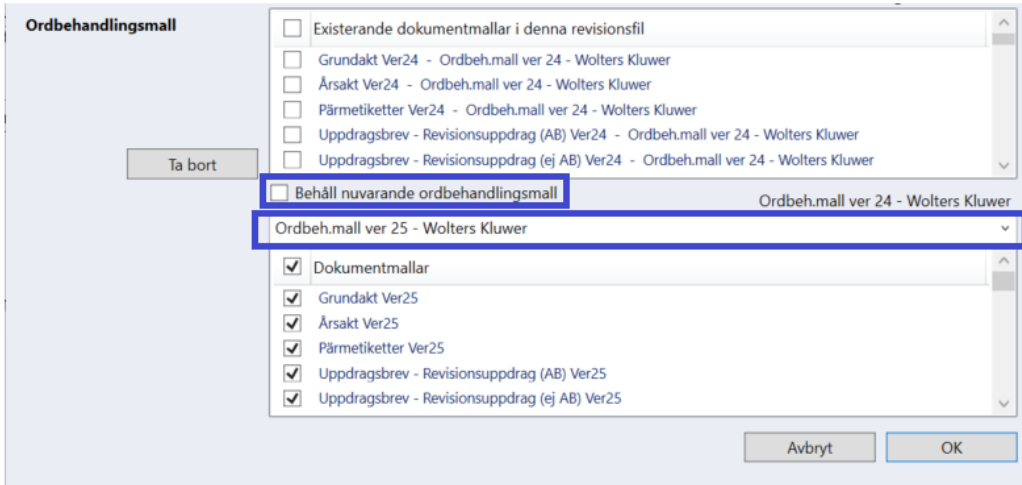 Ordbehandlingsmall
Existerande dokumentmallar i denna revisionsfil
Grundakt Ver24 - Ordbeh.mall ver 24 - Wolters Kluwer
Årsakt Ver24 - Ordbeh.mall ver 24 - Wolters Kluwer
Pärmetiketter Ver24 - Ordbeh.mall ver 24 - Wolters Kluwer
Uppdragsbrev - Revisionsuppdrag (AB) Ver24 - Ordbeh.mall ver 24 - Wolters Kluwer
Uppdragsbrev - Revisionsuppdrag (ej AB) Ver24 - Ordbeh.mall ver 24 - Wolters Kluwer
Ta bort
Behåll nuvarande ordbehandlingsmall
Ordbeh.mall ver 24 - Wolters Kluwer
Ordbeh.mall ver 25 - Wolters Kluwer
Dokumentmallar
Grundakt Ver25
Årsakt Ver25
Pärmetiketter Ver25
Uppdragsbrev - Revisionsuppdrag (AB) Ver25
Uppdragsbrev - Revisionsuppdrag (ej AB) Ver25
Avbryt
OK